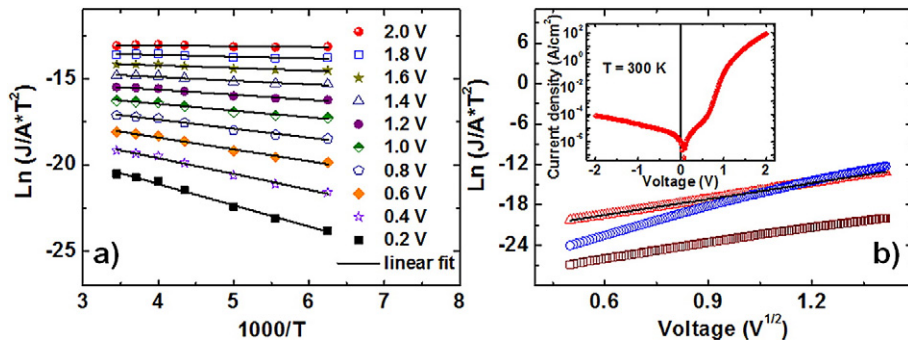 Ln (J/A*T²)
-15
-20
-25
3
4
5
6
7
8
1000/T
a)
2.0 V
1.8 V
1.6 V
1.4 V
1.2 V
1.0 V
0.8 V
0.6 V
0.4 V
0.2 V
linear fit
Ln (J/A*T²)
6
0
-6
-12
-18
-24
0.6
0.9
1.2
Voltage (V^1/2)
b)
Current density (A/cm²)
10²
10⁰
10⁻²
10⁻⁴
10⁻⁶
T = 300 K
-2
-1
0
1
2
Voltage (V)